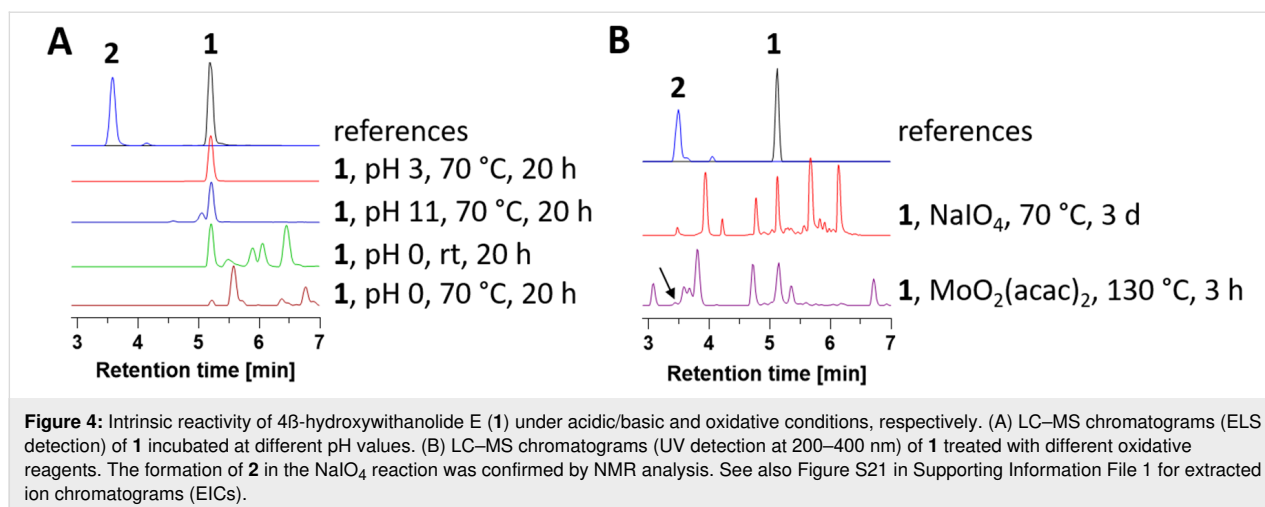 A
2
1
references
1, pH 3, 70 °C, 20 h
1, pH 11, 70 °C, 20 h
1, pH 0, rt, 20 h
1, pH 0, 70 °C, 20 h
3 4 5 6 7
Retention time [min]
B
1
2
references
1, NaIO4, 70 °C, 3 d
1, MoO2(acac)2, 130 °C, 3 h
3 4 5 6 7
Retention time [min]
Figure 4: Intrinsic reactivity of 4ß-hydroxywithanolide E (1) under acidic/basic and oxidative conditions, respectively. (A) LC–MS chromatograms (ELS
detection) of 1 incubated at different pH values. (B) LC–MS chromatograms (UV detection at 200–400 nm) of 1 treated with different oxidative
reagents. The formation of 2 in the NaIO4 reaction was confirmed by NMR analysis. See also Figure S21 in Supporting Information File 1 for extracted
ion chromatograms (EICs).